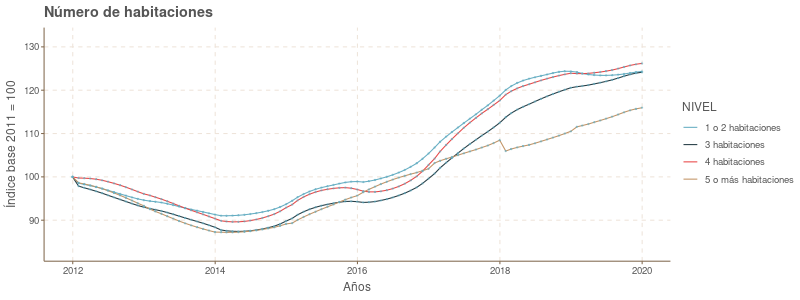 Número de habitaciones
Índice base 2011 = 100
130
120
110
100
90
2012
2014
2016
2018
2020
Años
NIVEL
1 o 2 habitaciones
3 habitaciones
4 habitaciones
5 o más habitaciones